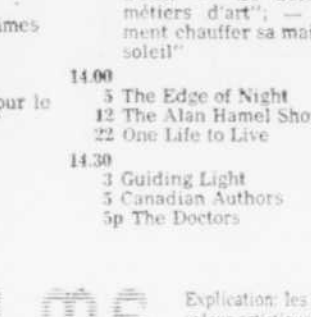 métiers d'art"; —
ment chauffer sa mai
soleil"
mes
our le
14.00
5 The Edge of Night
12 The Alan Hamel Sho
22 One Life to Live
14.30
3 Guiding Light
5 Canadian Authors
5p The Doctors
Explication: les